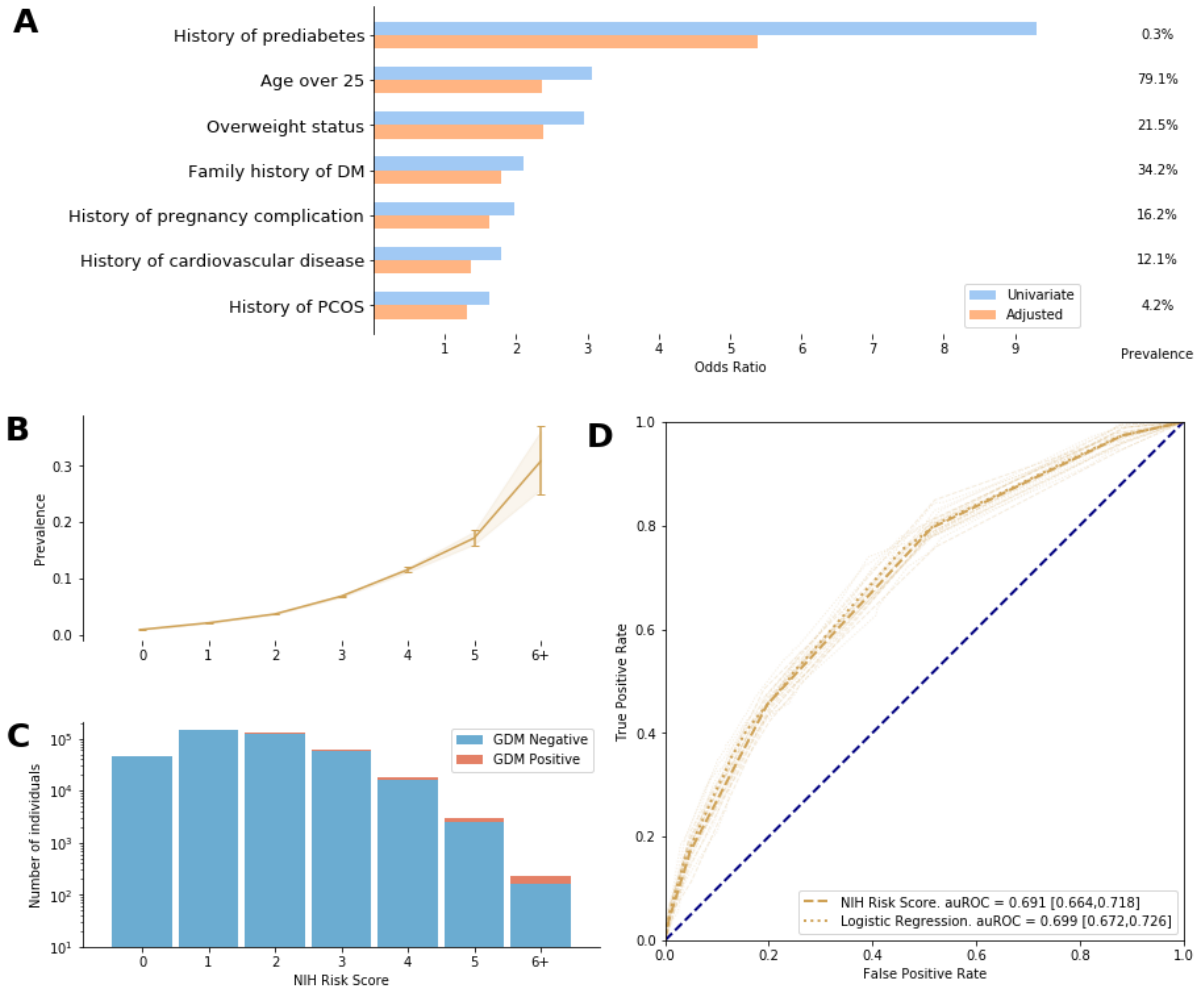 A
History of prediabetes 0.3%
Age over 25 79.1%
Overweight status 21.5%
Family history of DM 34.2%
History of pregnancy complication 16.2%
History of cardiovascular disease 12.1%
History of PCOS 4.2%
Univariate
Adjusted
1 2 3 4 5 6 7 8 9
Odds Ratio
Prevalence
B
Prevalence
0.3
0.2
0.1
0.0
0 1 2 3 4 5 6+
C
Number of individuals
10^5
10^4
10^3
10^2
10^1
GDM Negative
GDM Positive
0 1 2 3 4 5 6+
NIH Risk Score
D
True Positive Rate
1.0
0.8
0.6
0.4
0.2
0.0
NIH Risk Score. auROC = 0.691 [0.664,0.718]
Logistic Regression. auROC = 0.699 [0.672,0.726]
0.0 0.2 0.4 0.6 0.8 1.0
False Positive Rate